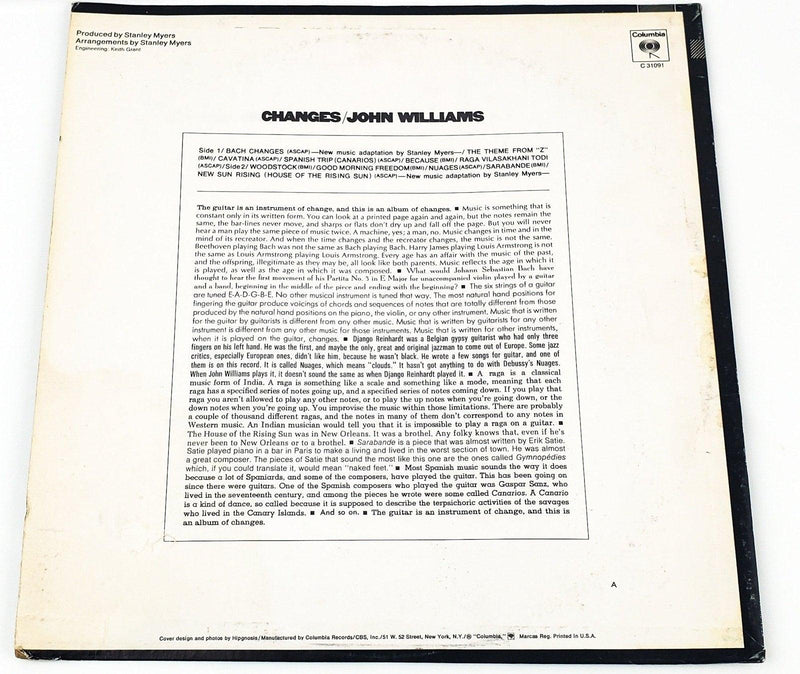 Produced by Stanley Myers
Arrangements by Stanley Myers
Engineering: Keith Grant
Columbia
C 31091
CHANGES/JOHN WILLIAMS
Side 1/ BACH CHANGES (ASCAP)—New music adaptation by Stanley Myers—/ THE THEME FROM "Z"
(BMI)/ CAVATINA (ASCAP)/ SPANISH TRIP (CANARIOS) (ASCAP)/ BECAUSE (BMI)/ RAGA VILASAKHANI TODI
(ASCAP)/Side 2/ WOODSTOCK (BMI)/GOOD MORNING FREEDOM(BMI)/ NUAGES(ASCAP)/SARABANDE(BMI)/
NEW SUN RISING (HOUSE OF THE RISING SUN) (ASCAP)—New music adaptation by Stanley Myers—
The guitar is an instrument of change, and this is an album of changes. ■ Music is something that is
constant only in its written form. You can look at a printed page again and again, but the notes remain the
same, the bar-lines never move, and sharps or flats don't dry up and fall off the page. But you will never
hear a man play the same piece of music twice. A machine, yes; a man, no. Music changes in time and in the
mind of its recreator. And when the time changes and the recreator changes, the music is not the same.
Beethoven playing Bach was not the same as Bach playing Bach. Harry James playing Louis Armstrong is not
the same as Louis Armstrong playing Louis Armstrong. Every age has an affair with the music of the past,
and the offspring, illegitimate as they may be, all look like both parents. Music reflects the age in which it
is played, as well as the age in which it was composed. ■ What would Johann Sebastian Bach have
thought to hear the first movement of his Partita No. 3 in E Major for unaccompanied violin played by a guitar
and a band, beginning in the middle of the piece and ending with the beginning? ■ The six strings of a guitar
are tuned E-A-D-G-B-E. No other musical instrument is tuned that way. The most natural hand positions for
fingering the guitar produce voicings of chords and sequences of notes that are totally different from those
produced by the natural hand positions on the piano, the violin, or any other instrument. Music that is written
for the guitar by guitarists is different from any other music. Music that is written by guitarists for any other
instrument is different from any other music for those instruments. Music that is written for other instruments,
when it is played on the guitar, changes. ■ Django Reinhardt was a Belgian gypsy guitarist who had only three
fingers on his left hand. He was the first, and maybe the only, great and original jazzman to come out of Europe. Some jazz
critics, especially European ones, didn't like him, because he wasn't black. He wrote a few songs for guitar, and one of
them is on this record. It is called Nuages, which means "clouds." It hasn't got anything to do with Debussy's Nuages.
When John Williams plays it, it doesn't sound the same as when Django Reinhardt played it. ■ A raga is a classical
music form of India. A raga is something like a scale and something like a mode, meaning that each
raga has a specified series of notes going up, and a specified series of notes coming down. If you play that
raga you aren't allowed to play any other notes, or to play the up notes when you're going down, or the
down notes when you're going up. You improvise the music within those limitations. There are probably
a couple of thousand different ragas, and the notes in many of them don't correspond to any notes in
Western music. An Indian musician would tell you that it is impossible to play a raga on a guitar. ■
The House of the Rising Sun was in New Orleans. It was a brothel. Any folky knows that, even if he's
never been to New Orleans or to a brothel. ■ Sarabande is a piece that was almost written by Erik Satie.
Satie played piano in a bar in Paris to make a living and lived in the worst section of town. He was almost
a great composer. The pieces of Satie that sound the most like this one are the ones called Gymnopédies
which, if you could translate it, would mean "naked feet." ■ Most Spanish music sounds the way it does
because a lot of Spaniards, and some of the composers, have played the guitar. This has been going on
since there were guitars. One of the Spanish composers who played the guitar was Gaspar Sanz, who
lived in the seventeenth century, and among the pieces he wrote were some called Canarios. A Canario
is a kind of dance, so called because it is supposed to describe the terpsichoric activities of the savages
who lived in the Canary Islands. ■ And so on. ■ The guitar is an instrument of change, and this is
an album of changes.
A
Cover design and photos by Hipgnosis/Manufactured by Columbia Records/CBS, Inc./51 W. 52 Street, New York, N.Y./® "Columbia," Marcas Reg. Printed in U.S.A.